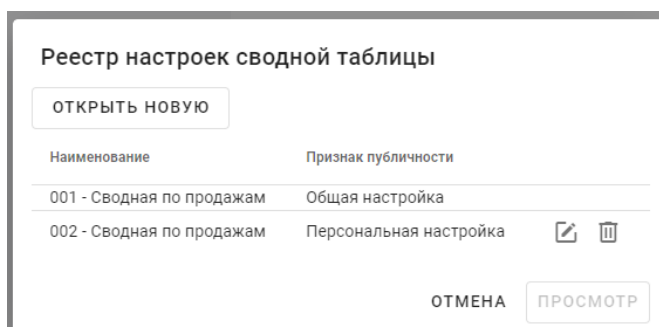 Реестр настроек сводной таблицы
ОТКРЫТЬ НОВУЮ
Наименование Признак публичности
001 - Сводная по продажам Общая настройка
002 - Сводная по продажам Персональная настройка
ОТМЕНА ПРОСМОТР